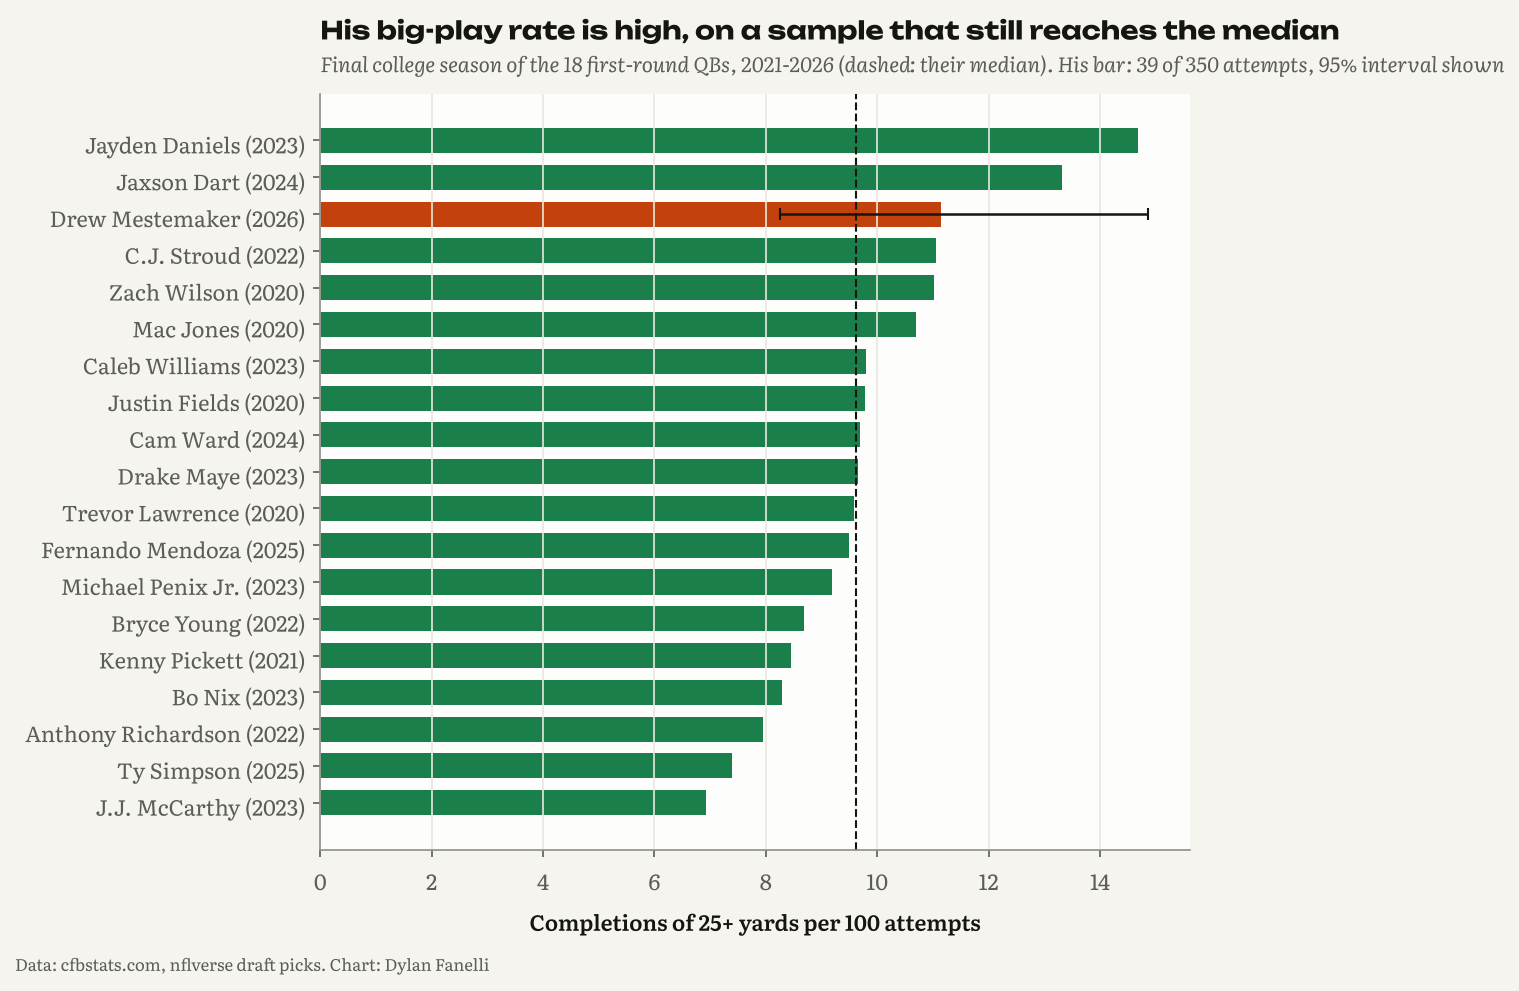 His big-play rate is high, on a sample that still reaches the median
Final college season of the 18 first-round QBs, 2021-2026 (dashed: their median). His bar: 39 of 350 attempts, 95% interval shown
Jayden Daniels (2023)
Jaxson Dart (2024)
Drew Mestemaker (2026)
C.J. Stroud (2022)
Zach Wilson (2020)
Mac Jones (2020)
Caleb Williams (2023)
Justin Fields (2020)
Cam Ward (2024)
Drake Maye (2023)
Trevor Lawrence (2020)
Fernando Mendoza (2025)
Michael Penix Jr. (2023)
Bryce Young (2022)
Kenny Pickett (2021)
Bo Nix (2023)
Anthony Richardson (2022)
Ty Simpson (2025)
J.J. McCarthy (2023)
0 2 4 6 8 10 12 14
Completions of 25+ yards per 100 attempts
Data: cfbstats.com, nflverse draft picks. Chart: Dylan Fanelli